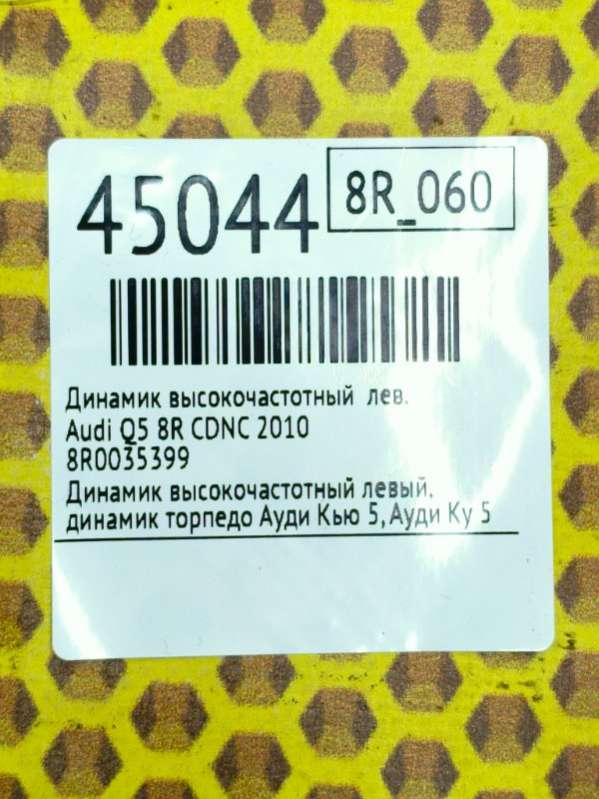 45044
8R_060
Динамик высокочастотный лев.
Audi Q5 8R CDNC 2010
8R0035399
Динамик высокочастотный левый,
динамик торпедо Ауди Кью 5, Ауди Ку 5